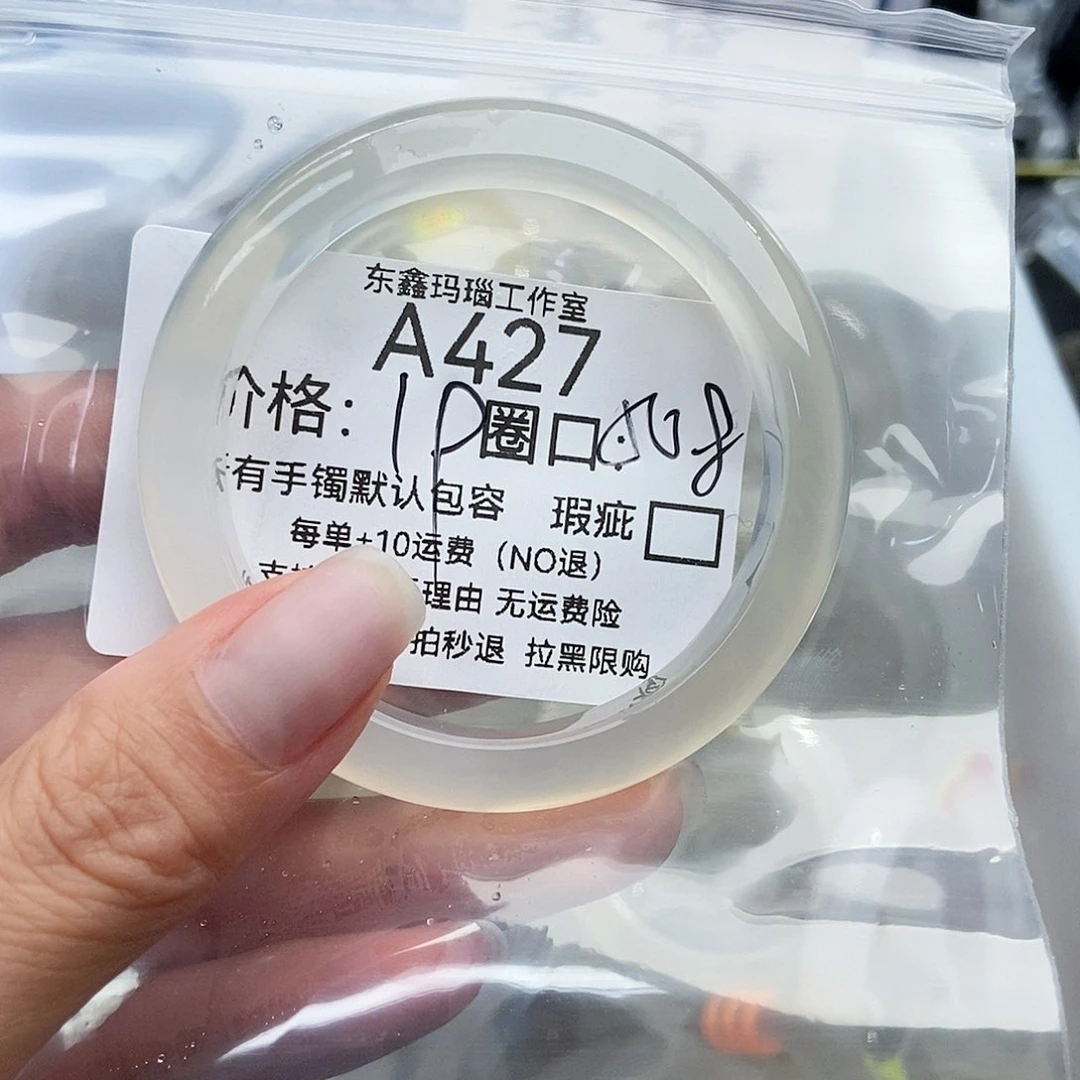 东鑫玛瑙工作室
A427
价格: 圈口:
有手镯默认包容 瑕疵
每单+10运费 (NO退)
理由 无运费险
拍秒退 拉黑限购